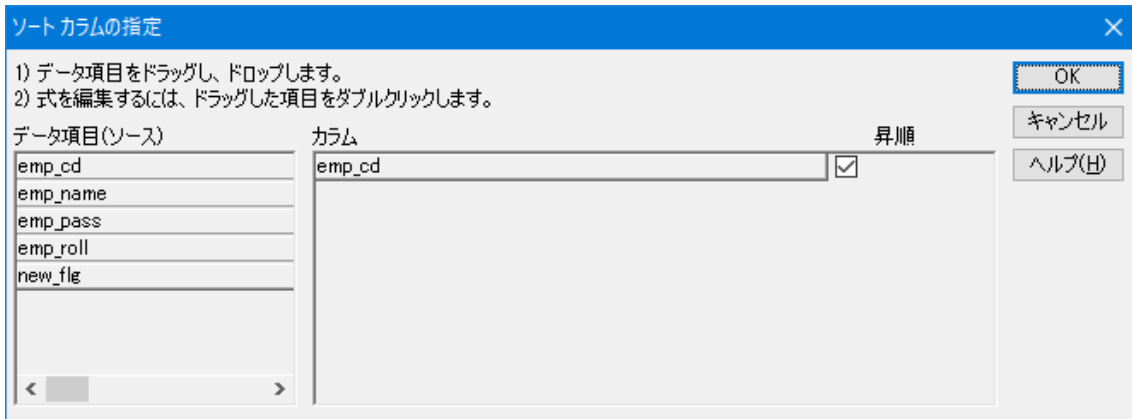 ソート カラムの指定
1) データ項目をドラッグし、ドロップします。
2) 式を編集するには、ドラッグした項目をダブルクリックします。
OK
キャンセル
ヘルプ(H)
データ項目(ソース)
カラム
昇順
emp_cd
emp_name
emp_pass
emp_roll
new_flg
emp_cd